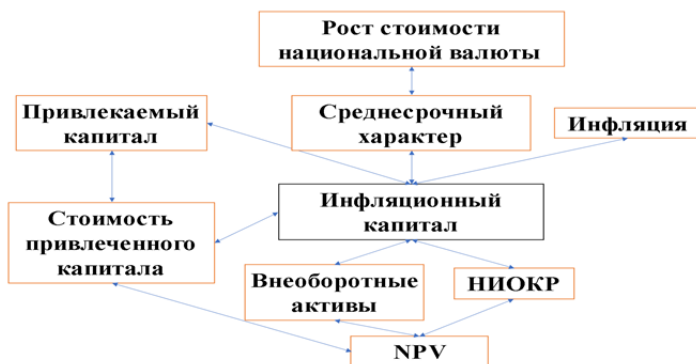 Рост стоимости
национальной валюты
Привлекаемый
капитал
Среднесрочный
характер
Инфляция
Инфляционный
капитал
Стоимость
привлеченного
капитала
Внеоборотные
активы
НИОКР
NPV